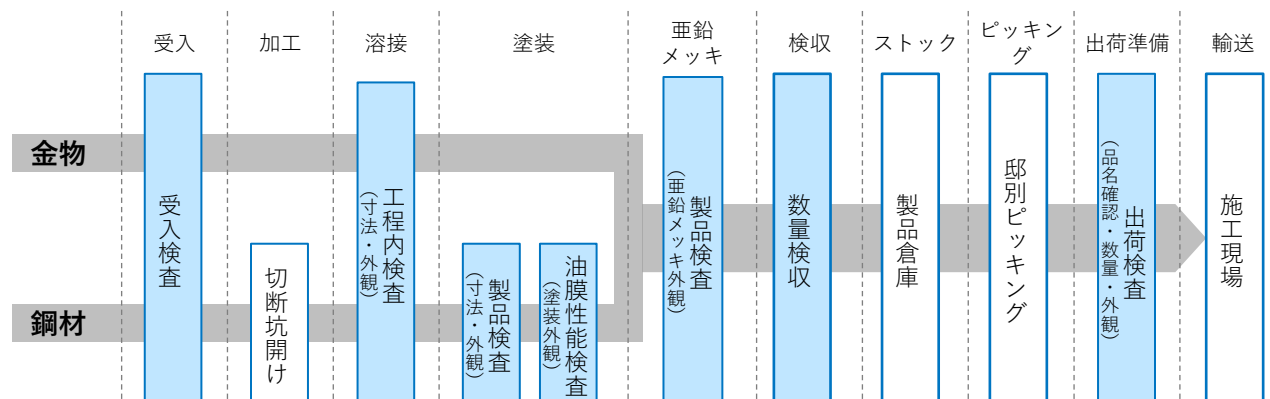 受入
加工
溶接
塗装
亜鉛
メッキ
検収
ストック
ピッキン
グ
出荷準備
輸送
金物
鋼材
受入検査
切断坑開け
工程内検査
(寸法・外観)
製品検査
(寸法・外観)
油膜性能検査
(塗装外観)
製品検査
(亜鉛メッキ外観)
数量検収
製品倉庫
邸別ピッキング
出荷検査
(品名確認・数量・外観)
施工現場